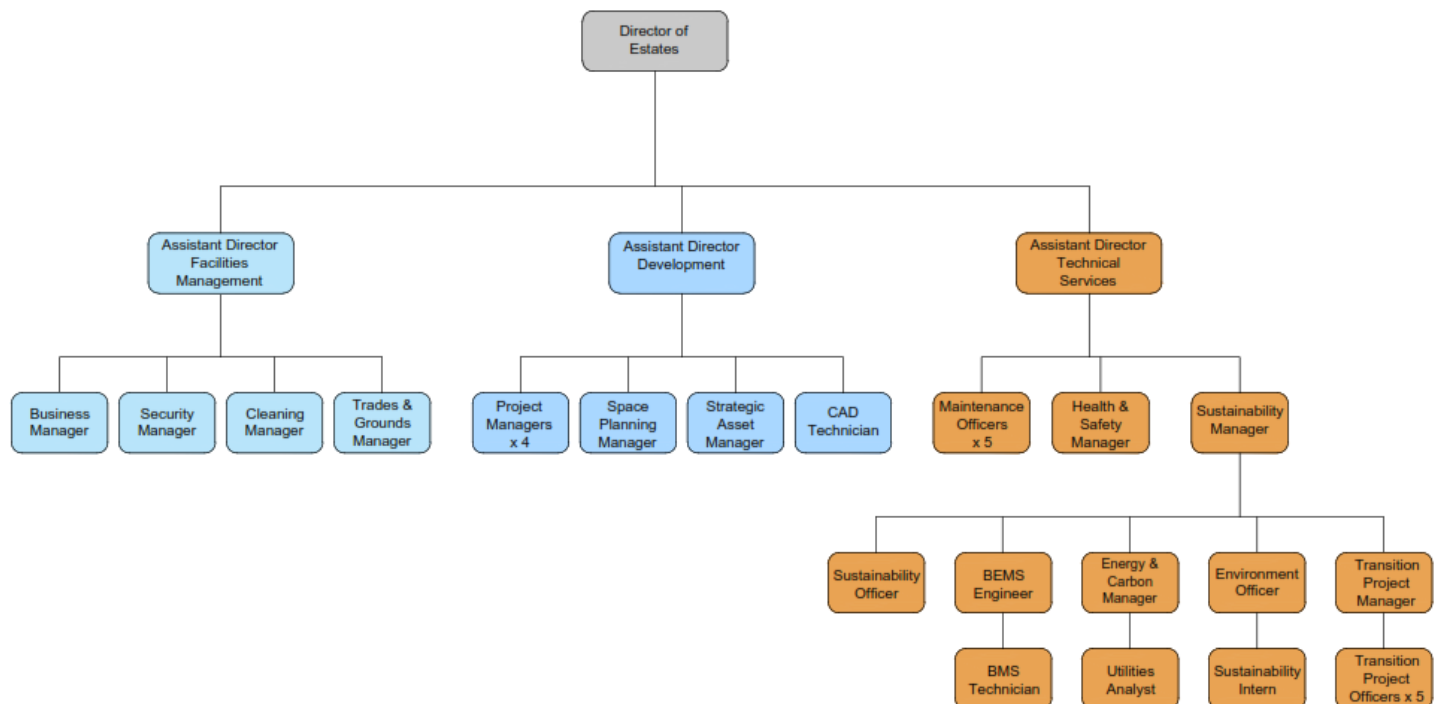 Director of
Estates
Assistant Director
Facilities
Management
Assistant Director
Development
Assistant Director
Technical
Services
Business
Manager
Security
Manager
Cleaning
Manager
Trades &
Grounds
Manager
Project
Managers
x 4
Space
Planning
Manager
Strategic
Asset
Manager
CAD
Technician
Maintenance
Officers
x 5
Health &
Safety
Manager
Sustainability
Manager
Sustainability
Officer
BEMS
Engineer
Energy &
Carbon
Manager
Environment
Officer
Transition
Project
Manager
BMS
Technician
Utilities
Analyst
Sustainability
Intern
Transition
Project
Officers x 5